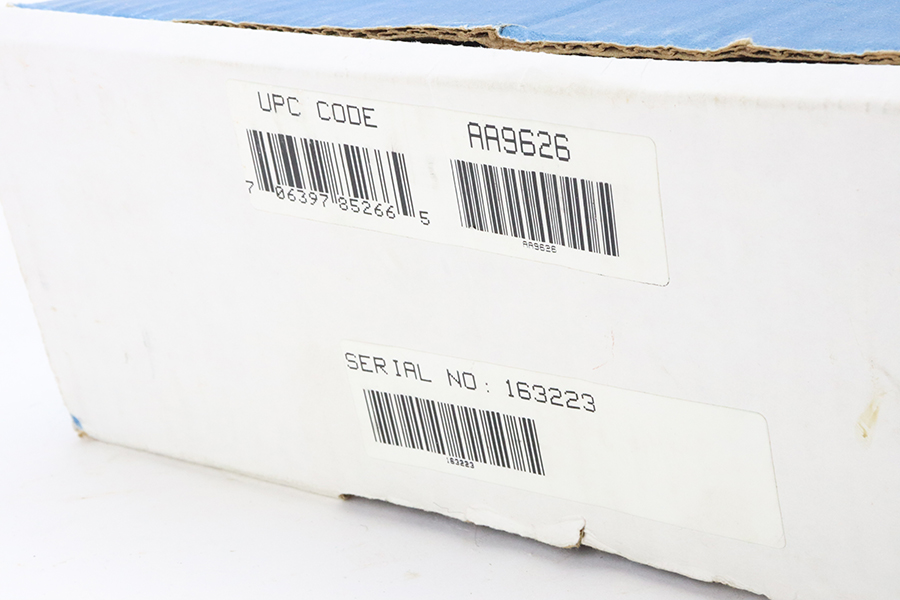 UPC CODE
7 06397 85266 5
AA9626
AA9626
SERIAL NO: 163223
163223